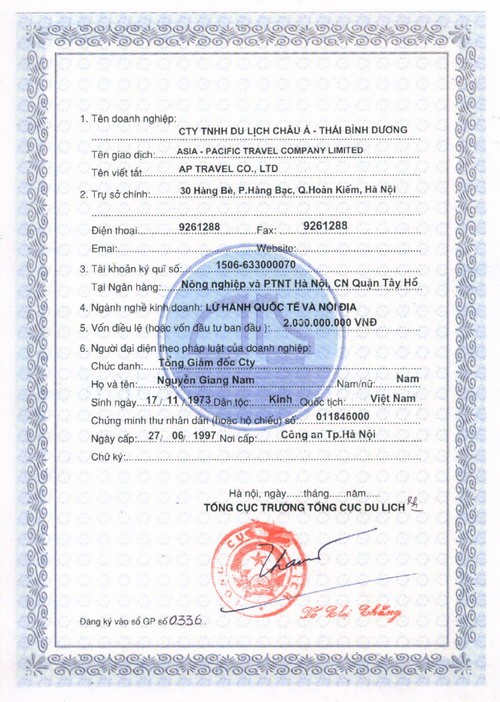 1. Tên doanh nghiệp:
CTY TNHH DU LỊCH CHÂU Á - THÁI BÌNH DƯƠNG
Tên giao dịch: ASIA - PACIFIC TRAVEL COMPANY LIMITED
Tên viết tắt. AP TRAVEL CO., LTD
2. Trụ sở chính: 30 Hàng Bè, P.Hàng Bạc, Q.Hoàn Kiếm, Hà Nội
Điện thoại 9261288 Fax: 9261288
Emai: Website:
3. Tài khoản ký quĩ số: 1506-633000070
Tại Ngân hàng: Nông nghiệp và PTNT Hà Nội, CN Quận Tây Hồ
4. Ngành nghề kinh doanh: LỮ HÀNH QUỐC TẾ VÀ NỘI ĐỊA
5. Vốn điều lệ (hoặc vốn đầu tư ban đầu ): 2.000.000.000 VNĐ
6. Người đại diện theo pháp luật của doanh nghiệp:
Chức danh: Tổng Giám đốc Cty
Họ và tên: Nguyễn Giang Nam Nam/nữ: Nam
Sinh ngày 17 / 11 / 1973 Dân tộc: Kinh Quốc tịch: Việt Nam
Chứng minh thư nhân dân (hoặc hộ chiếu) số: 011846000
Ngày cấp: 27 / 06 / 1997 Nơi cấp: Công an Tp.Hà Nội
Chữ ký:
Hà nội, ngày......tháng......năm......
TỔNG CỤC TRƯỞNG TỔNG CỤC DU LỊCH
Võ Thị Thắng
Đăng ký vào sổ GP số 0336.